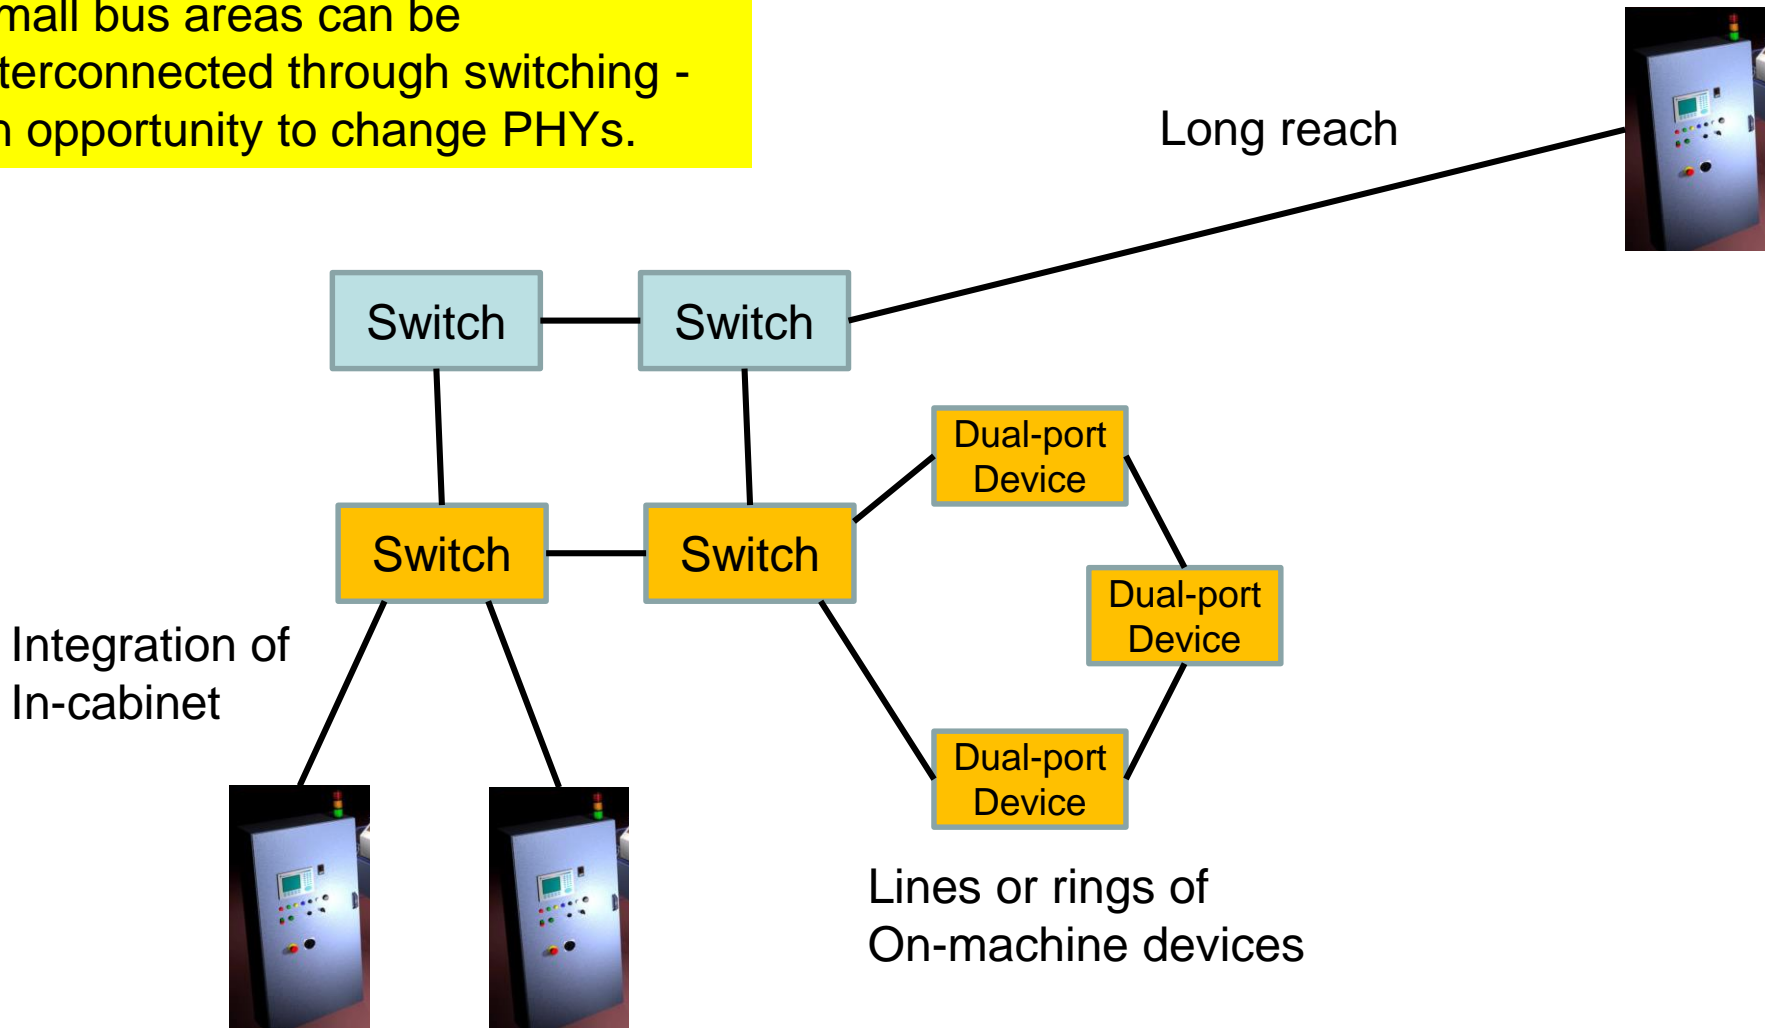 mall bus areas can be
terconnected through switching -
n opportunity to change PHYs.
Long reach
Switch
Switch
Dual-port
Device
Switch
Switch
Dual-port
Device
Integration of
In-cabinet
Dual-port
Device
Lines or rings of
On-machine devices